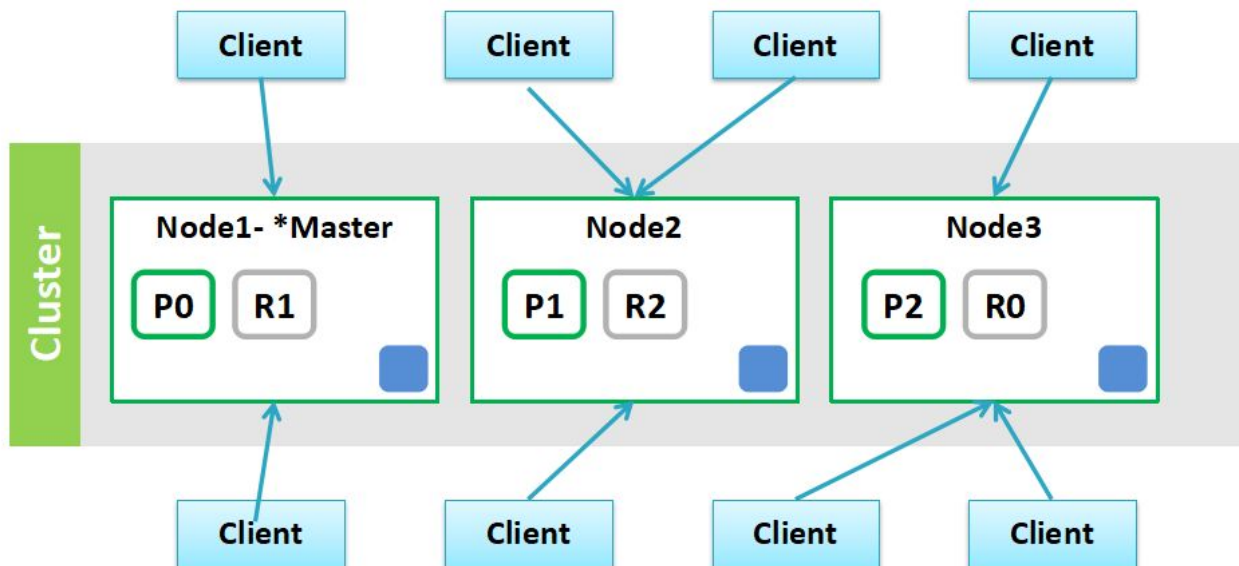 Client
Client
Client
Client
Cluster
Node1- *Master
Node2
Node3
P0
R1
P1
R2
P2
R0
Client
Client
Client
Client